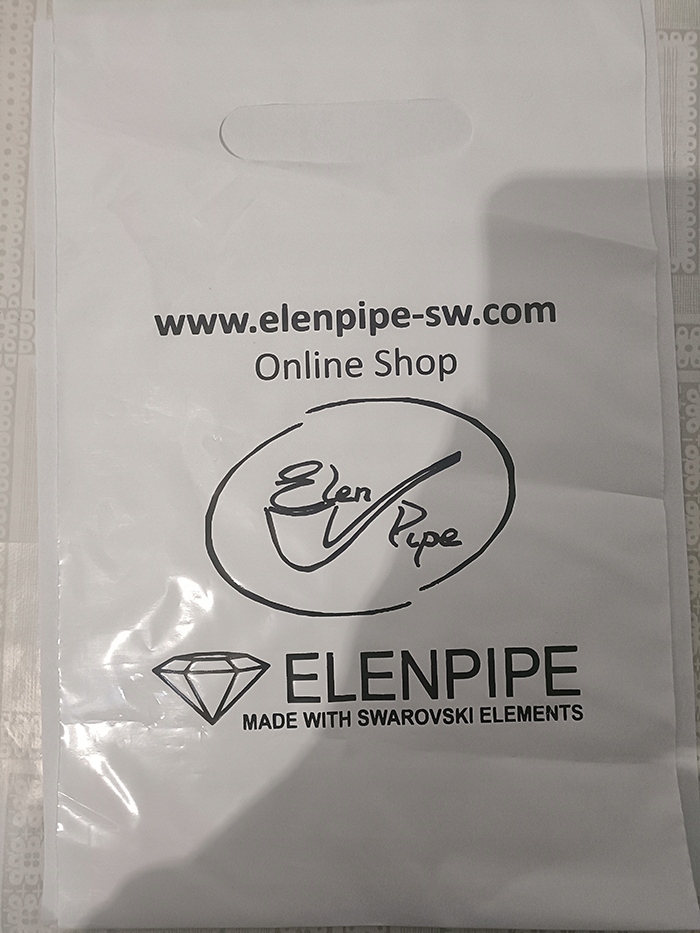 www.elenpipe-sw.com
Online Shop
Elen
Pipe
ELENPIPE
MADE WITH SWAROVSKI ELEMENTS